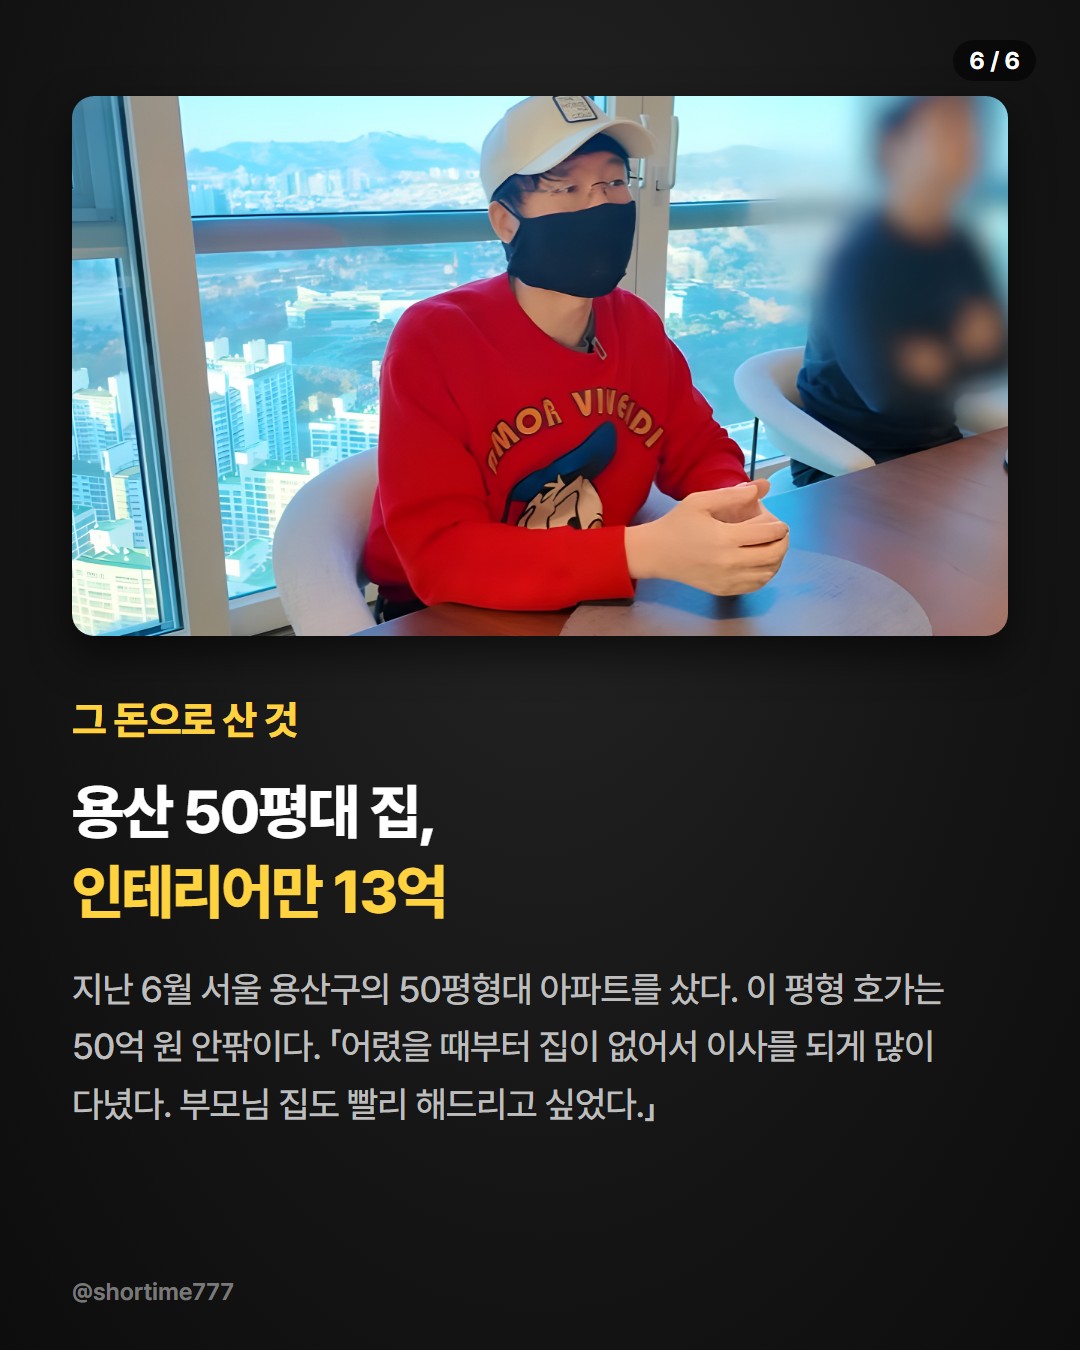 6 / 6
AMOR VIVENDI
그 돈으로 산 것
용산 50평대 집,
인테리어만 13억
지난 6월 서울 용산구의 50평형대 아파트를 샀다. 이 평형 호가는
50억 원 안팎이다. 「어렸을 때부터 집이 없어서 이사를 되게 많이
다녔다. 부모님 집도 빨리 해드리고 싶었다.」
@shortime777